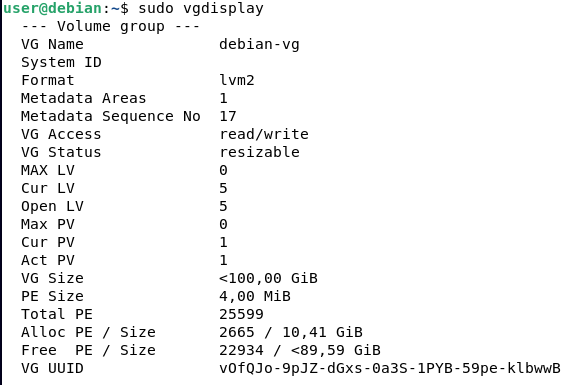 user@debian:~$ sudo vgdisplay
--- Volume group ---
VG Name debian-vg
System ID
Format lvm2
Metadata Areas 1
Metadata Sequence No 17
VG Access read/write
VG Status resizable
MAX LV 0
Cur LV 5
Open LV 5
Max PV 0
Cur PV 1
Act PV 1
VG Size <100,00 GiB
PE Size 4,00 MiB
Total PE 25599
Alloc PE / Size 2665 / 10,41 GiB
Free PE / Size 22934 / <89,59 GiB
VG UUID vOfQJo-9pJZ-dGxs-0a3S-1PYB-59pe-klbwwB